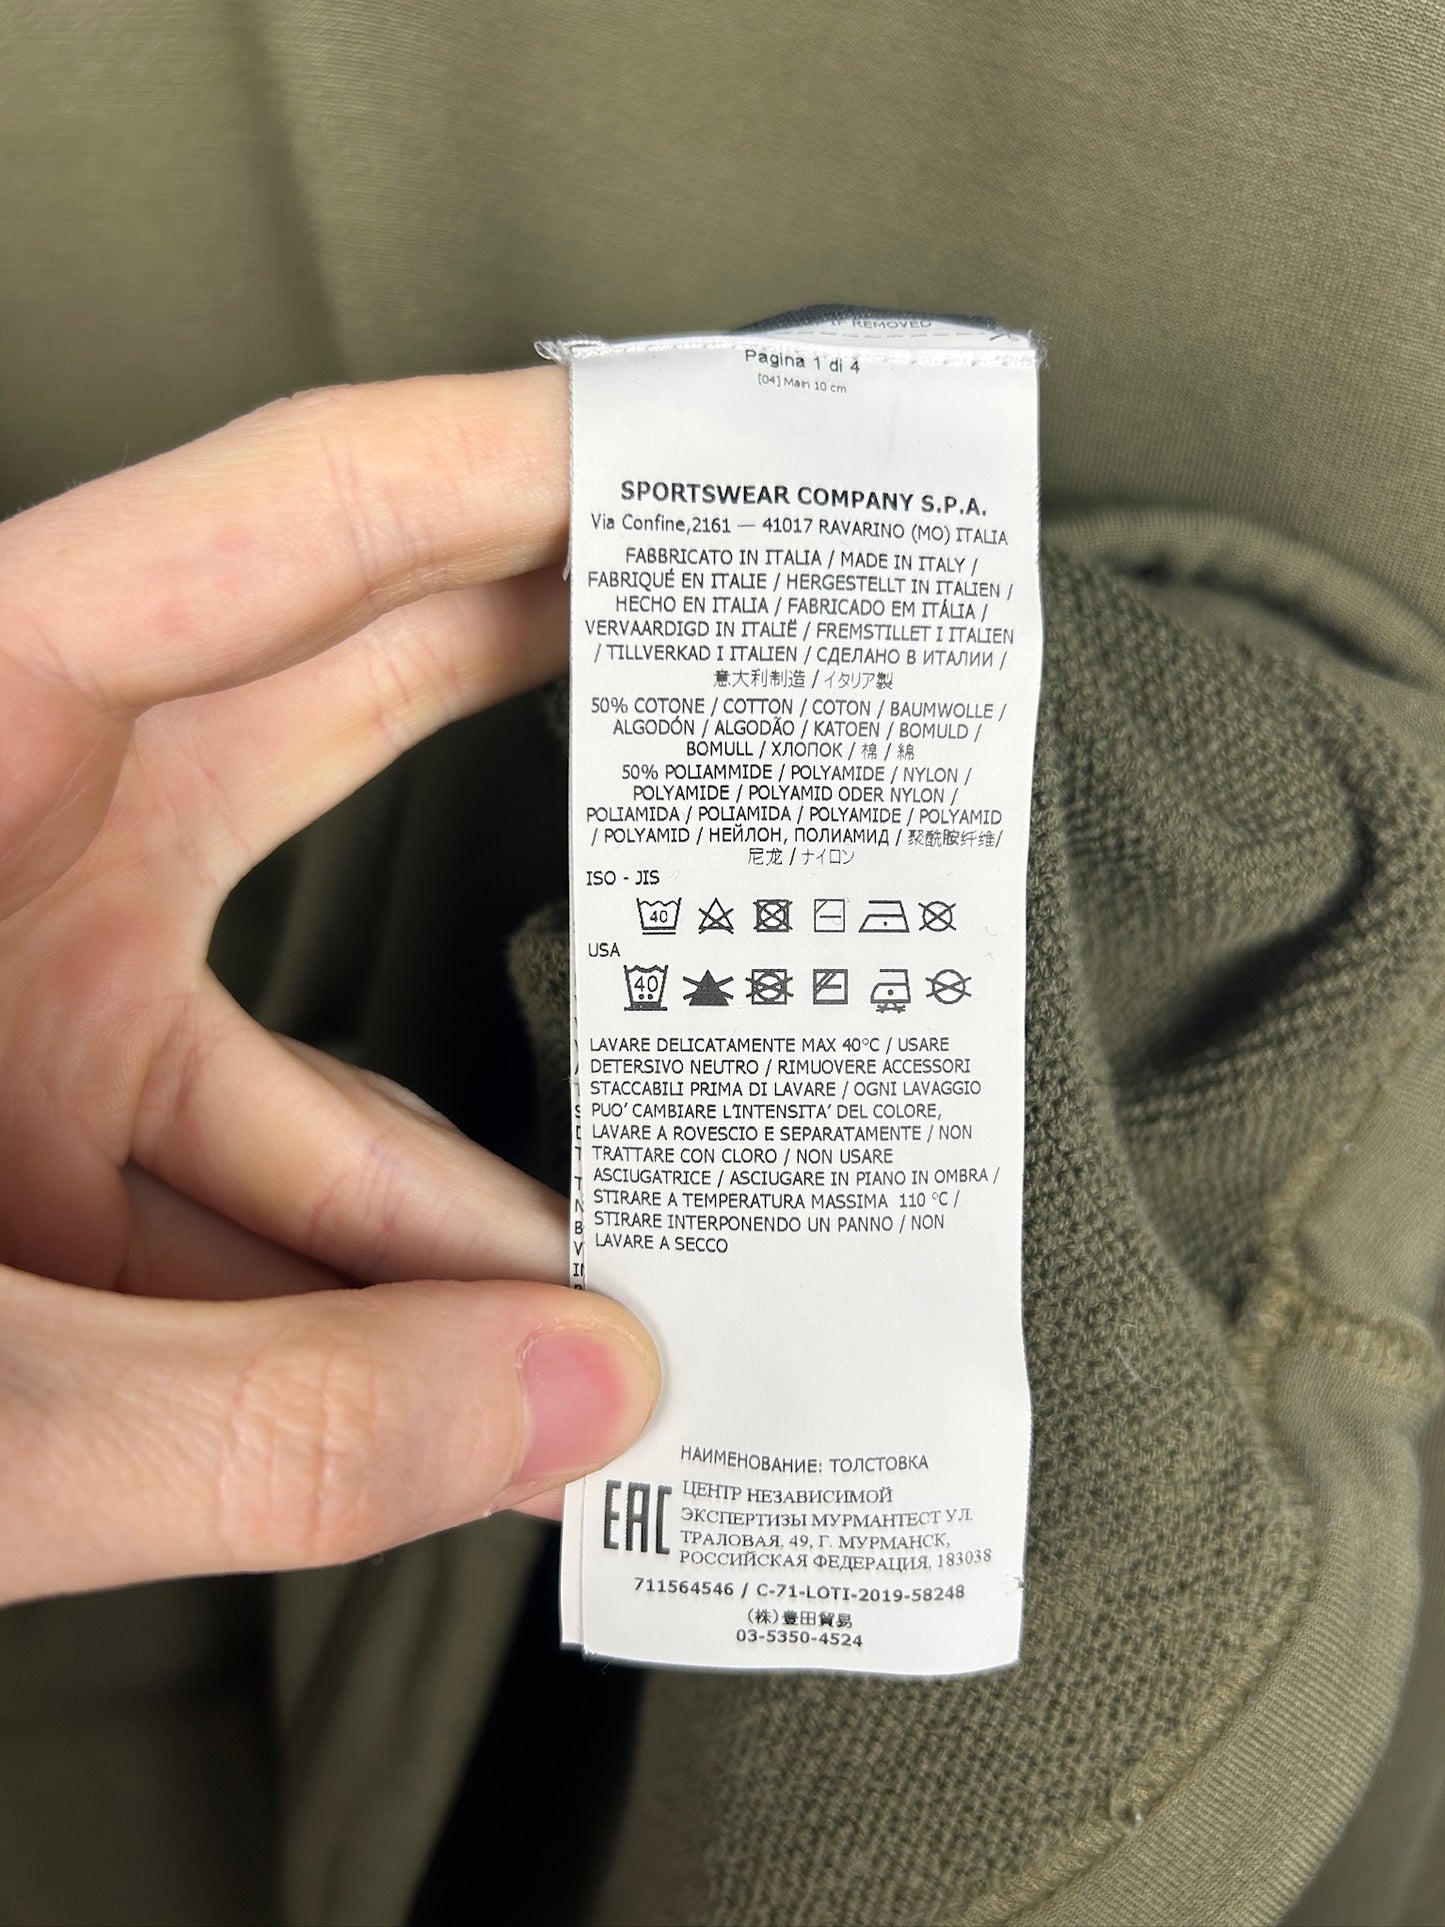 IF REMOVED
Pagina 1 di 4
[04] Main 10 cm
SPORTSWEAR COMPANY S.P.A.
Via Confine,2161 — 41017 RAVARINO (MO) ITALIA
FABBRICATO IN ITALIA / MADE IN ITALY /
FABRIQUÉ EN ITALIE / HERGESTELLT IN ITALIEN /
HECHO EN ITALIA / FABRICADO EM ITÁLIA /
VERVAARDIGD IN ITALIË / FREMSTILLET I ITALIEN
/ TILLVERKAD I ITALIEN / СДЕЛАНО В ИТАЛИИ /
意大利制造 / イタリア製
50% COTONE / COTTON / COTON / BAUMWOLLE /
ALGODÓN / ALGODÃO / KATOEN / BOMULD /
BOMULL / ХЛОПОК / 棉 / 綿
50% POLIAMMIDE / POLYAMIDE / NYLON /
POLYAMIDE / POLYAMID ODER NYLON /
POLIAMIDA / POLIAMIDA / POLYAMIDE / POLYAMID
/ POLYAMID / НЕЙЛОН, ПОЛИАМИД / 聚酰胺纤维/
尼龙 / ナイロン
ISO - JIS
40
USA
40
LAVARE DELICATAMENTE MAX 40°C / USARE
DETERSIVO NEUTRO / RIMUOVERE ACCESSORI
STACCABILI PRIMA DI LAVARE / OGNI LAVAGGIO
PUO' CAMBIARE L'INTENSITA' DEL COLORE,
LAVARE A ROVESCIO E SEPARATAMENTE / NON
TRATTARE CON CLORO / NON USARE
ASCIUGATRICE / ASCIUGARE IN PIANO IN OMBRA /
STIRARE A TEMPERATURA MASSIMA 110 °C /
STIRARE INTERPONENDO UN PANNO / NON
LAVARE A SECCO
НАИМЕНОВАНИЕ: ТОЛСТОВКА
EAC
ЦЕНТР НЕЗАВИСИМОЙ
ЭКСПЕРТИЗЫ МУРМАНТЕСТ УЛ.
ТРАЛОВАЯ, 49, Г. МУРМАНСК,
РОССИЙСКАЯ ФЕДЕРАЦИЯ, 183038
711564546 / C-71-LOTI-2019-58248
(株)豊田貿易
03-5350-4524